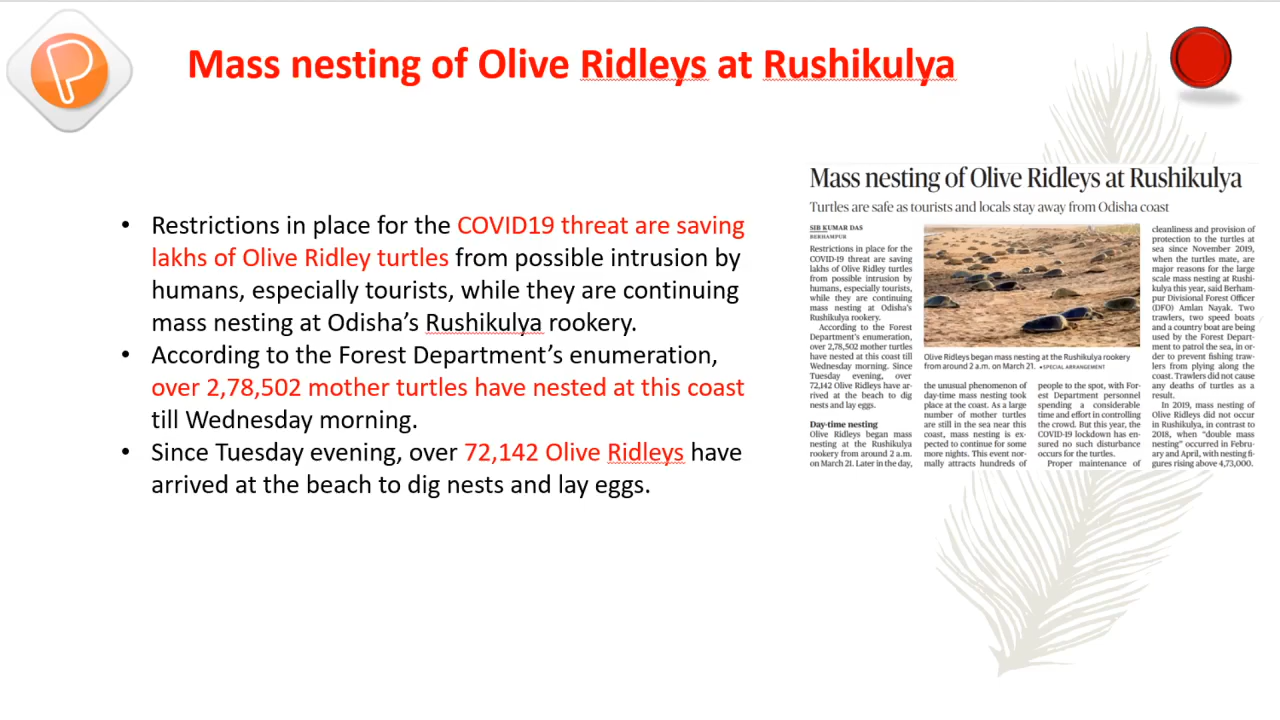 Mass nesting of Olive Ridleys at Rushikulya
• Restrictions in place for the COVID19 threat are saving
lakhs of Olive Ridley turtles from possible intrusion by
humans, especially tourists, while they are continuing
mass nesting at Odisha’s Rushikulya rookery.
• According to the Forest Department’s enumeration,
over 2,78,502 mother turtles have nested at this coast
till Wednesday morning.
• Since Tuesday evening, over 72,142 Olive Ridleys have
arrived at the beach to dig nests and lay eggs.
Mass nesting of Olive Ridleys at Rushikulya
Turtles are safe as tourists and locals stay away from Odisha coast
SIB KUMAR DAS
BERHAMPUR
Restrictions in place for the
COVID-19 threat are saving
lakhs of Olive Ridley turtles
from possible intrusion by
humans, especially tourists,
while they are continuing
mass nesting at Odisha's
Rushikulya rookery.
According to the Forest
Department's enumeration,
over 2,78,502 mother turtles
have nested at this coast till
Wednesday morning. Since
Tuesday evening, over
72,142 Olive Ridleys have ar-
rived at the beach to dig
nests and lay eggs.
Day-time nesting
Olive Ridleys began mass
nesting at the Rushikulya
rookery from around 2 a.m.
on March 21. Later in the day,
Olive Ridleys began mass nesting at the Rushikulya rookery
from around 2 a.m. on March 21. •SPECIAL ARRANGEMENT
the unusual phenomenon of
day-time mass nesting took
place at the coast. As a large
number of mother turtles
are still in the sea near this
coast, mass nesting is ex-
pected to continue for some
more nights. This event nor-
mally attracts hundreds of
people to the spot, with For-
est Department personnel
spending a considerable
time and effort in controlling
the crowd. But this year, the
COVID-19 lockdown has en-
sured no such disturbance
occurs for the turtles.
Proper maintenance of
cleanliness and provision of
protection to the turtles at
sea since November 2019,
when the turtles mate, are
major reasons for the large
scale mass nesting at Rushi-
kulya this year, said Berham-
pur Divisional Forest Officer
(DFO) Amlan Nayak. Two
trawlers, two speed boats
and a country boat are being
used by the Forest Depart-
ment to patrol the sea, in or-
der to prevent fishing traw-
lers from plying along the
coast. Trawlers did not cause
any deaths of turtles as a
result.
In 2019, mass nesting of
Olive Ridleys did not occur
in Rushikulya, in contrast to
2018, when "double mass
nesting" occurred in Febru-
ary and April, with nesting fi-
gures rising above 4,73,000.